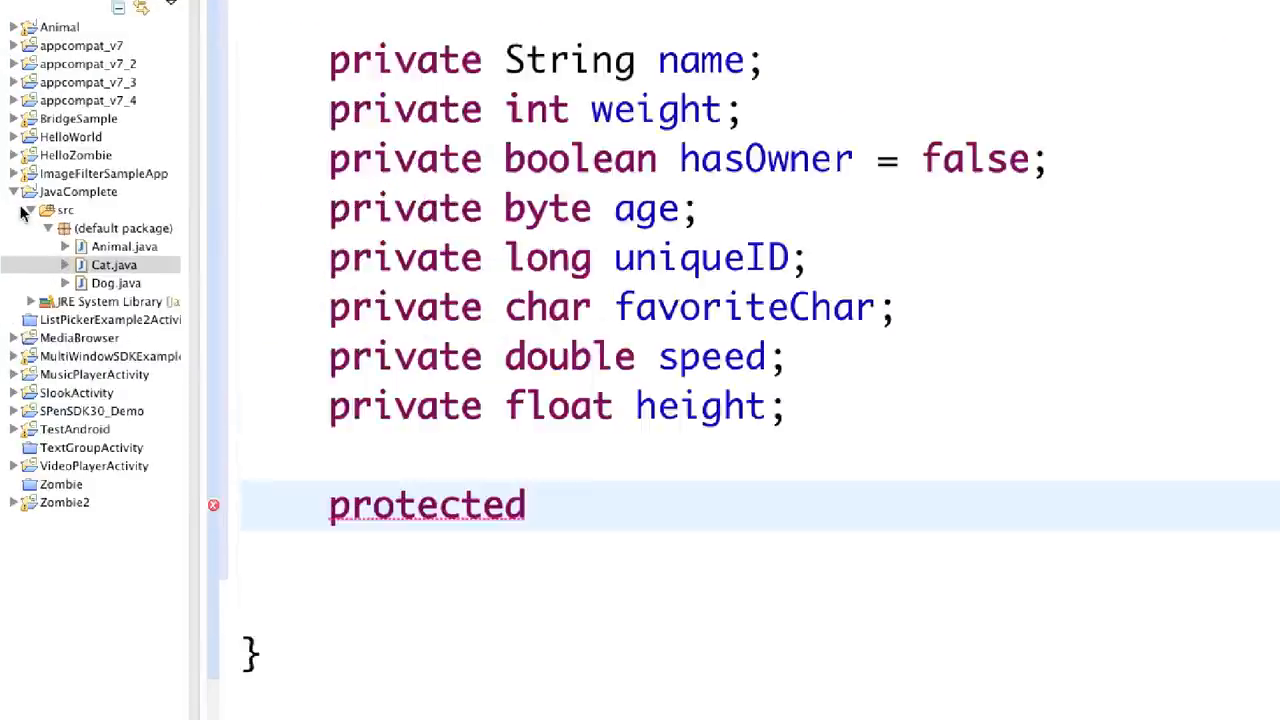 Animal
appcompat_v7
appcompat_v7_2
appcompat_v7_3
appcompat_v7_4
BridgeSample
HelloWorld
HelloZombie
ImageFilterSampleApp
JavaComplete
src
(default package)
Animal.java
Cat.java
Dog.java
JRE System Library (Ja
ListPickerExample2Activi
MediaBrowser
MultiWindowSDKExample
MusicPlayerActivity
SlookActivity
SPenSDK30_Demo
TestAndroid
TextGroupActivity
VideoPlayerActivity
Zombie
Zombie2
private String name;
private int weight;
private boolean hasOwner = false;
private byte age;
private long uniqueID;
private char favoriteChar;
private double speed;
private float height;
protected
}